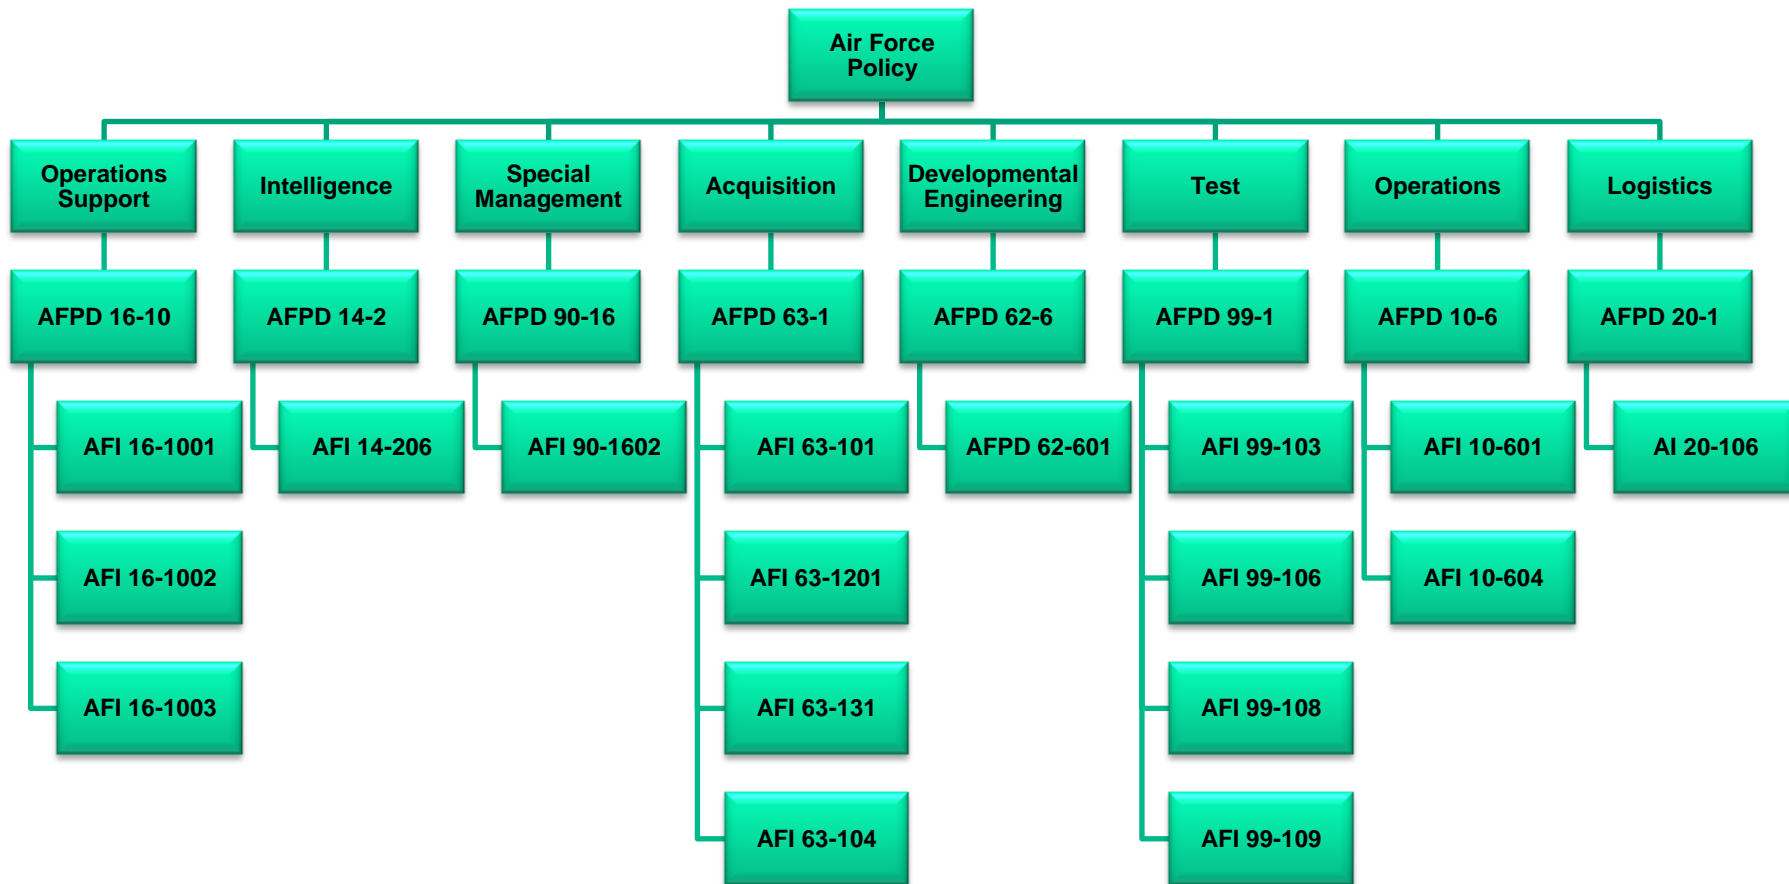 Air Force
Policy
Operations
Support
Intelligence
Special
Management
Acquisition
Developmental
Engineering
Test
Operations
Logistics
AFPD 16-10
AFPD 14-2
AFPD 90-16
AFPD 63-1
AFPD 62-6
AFPD 99-1
AFPD 10-6
AFPD 20-1
AFI 16-1001
AFI 14-206
AFI 90-1602
AFI 63-101
AFPD 62-601
AFI 99-103
AFI 10-601
AI 20-106
AFI 16-1002
AFI 63-1201
AFI 99-106
AFI 10-604
AFI 16-1003
AFI 63-131
AFI 99-108
AFI 63-104
AFI 99-109